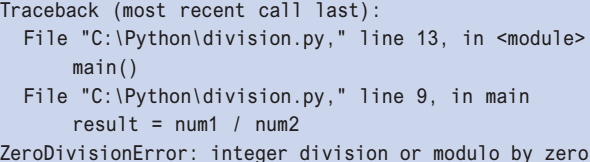 Traceback (most recent call last):
  File "C:\Python\division.py," line 13, in <module>
      main()
  File "C:\Python\division.py," line 9, in main
      result = num1 / num2
ZeroDivisionError: integer division or modulo by zero